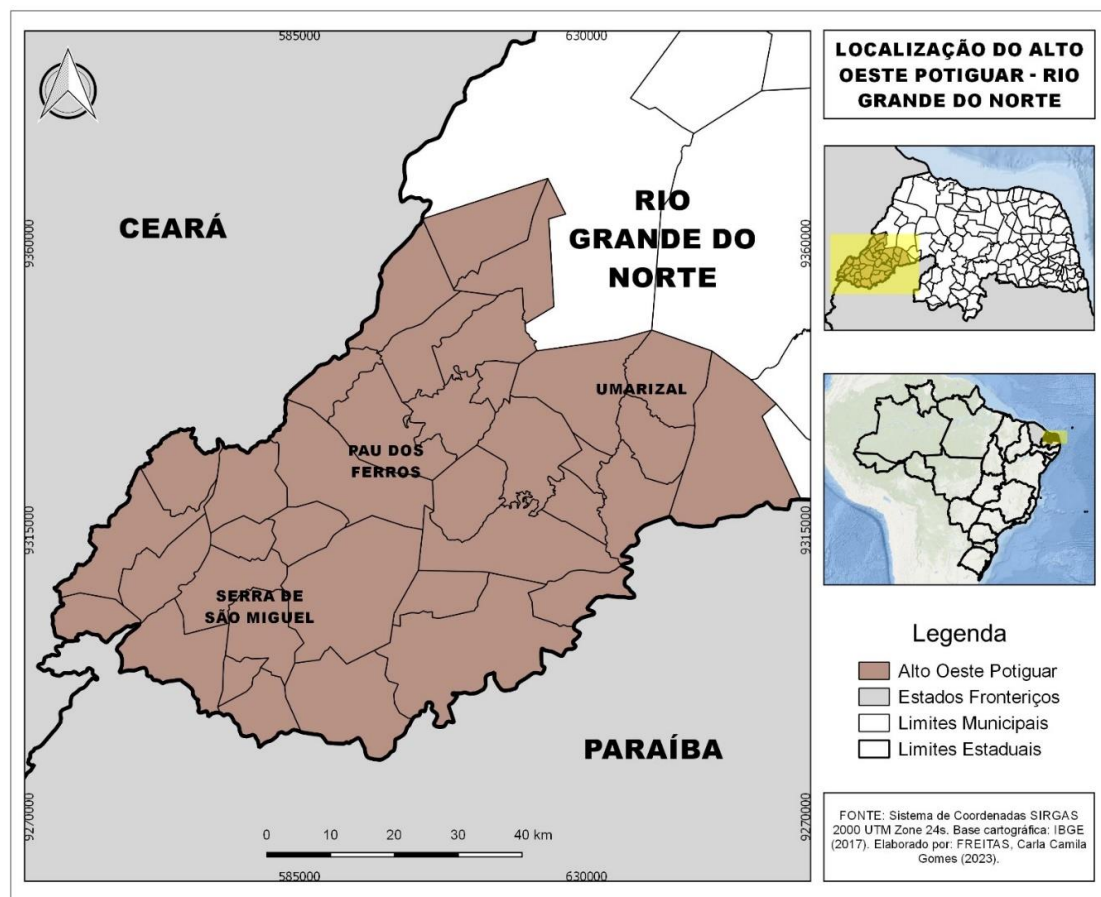 585000
630000
CEARÁ
RIO
GRANDE DO
NORTE
9360000
9360000
UMARIZAL
PAU DOS
FERROS
9315000
9315000
SERRA DE
SÃO MIGUEL
PARAÍBA
9270000
9270000
0 10 20 30 40 km
585000
630000
LOCALIZAÇÃO DO ALTO
OESTE POTIGUAR - RIO
GRANDE DO NORTE
Legenda
Alto Oeste Potiguar
Estados Fronteriços
Limites Municipais
Limites Estaduais
FONTE: Sistema de Coordenadas SIRGAS
2000 UTM Zone 24s. Base cartográfica: IBGE
(2017). Elaborado por: FREITAS, Carla Camila
Gomes (2023).